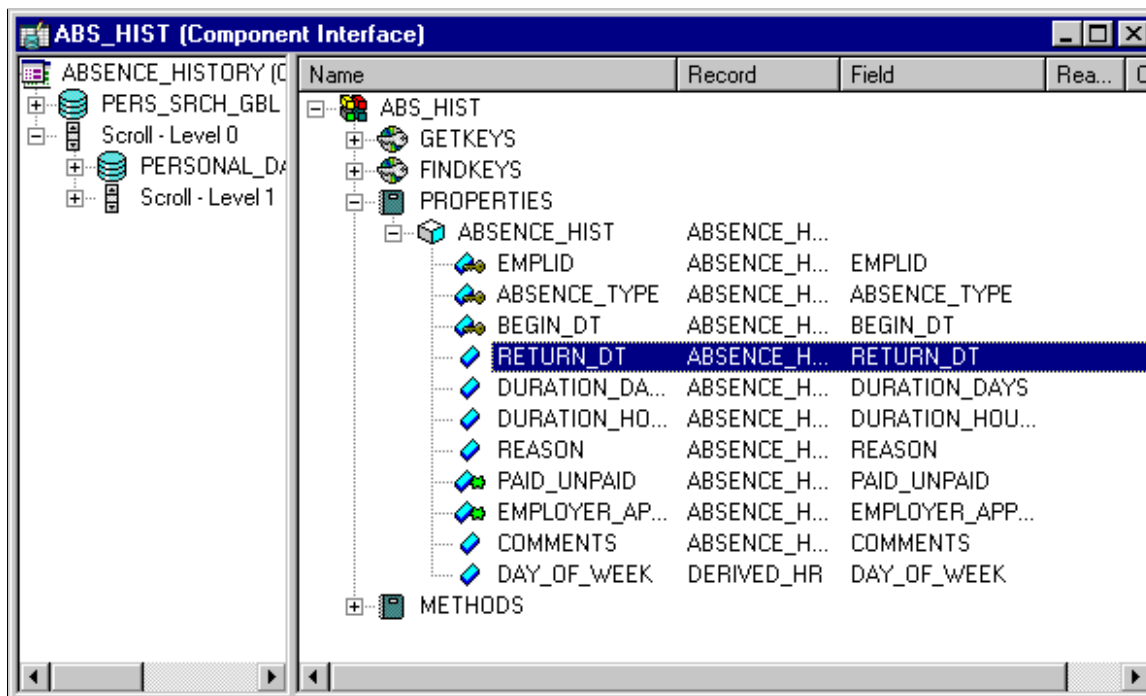 ABS_HIST (Component Interface)
ABSENCE_HISTORY (C
PERS_SRCH_GBL
Scroll - Level 0
PERSONAL_DA
Scroll - Level 1
Name Record Field Rea... C
ABS_HIST
GETKEYS
FINDKEYS
PROPERTIES
ABSENCE_HIST ABSENCE_H...
EMPLID ABSENCE_H... EMPLID
ABSENCE_TYPE ABSENCE_H... ABSENCE_TYPE
BEGIN_DT ABSENCE_H... BEGIN_DT
RETURN_DT ABSENCE_H... RETURN_DT
DURATION_DA... ABSENCE_H... DURATION_DAYS
DURATION_HO... ABSENCE_H... DURATION_HOU...
REASON ABSENCE_H... REASON
PAID_UNPAID ABSENCE_H... PAID_UNPAID
EMPLOYER_AP... ABSENCE_H... EMPLOYER_APP...
COMMENTS ABSENCE_H... COMMENTS
DAY_OF_WEEK DERIVED_HR DAY_OF_WEEK
METHODS